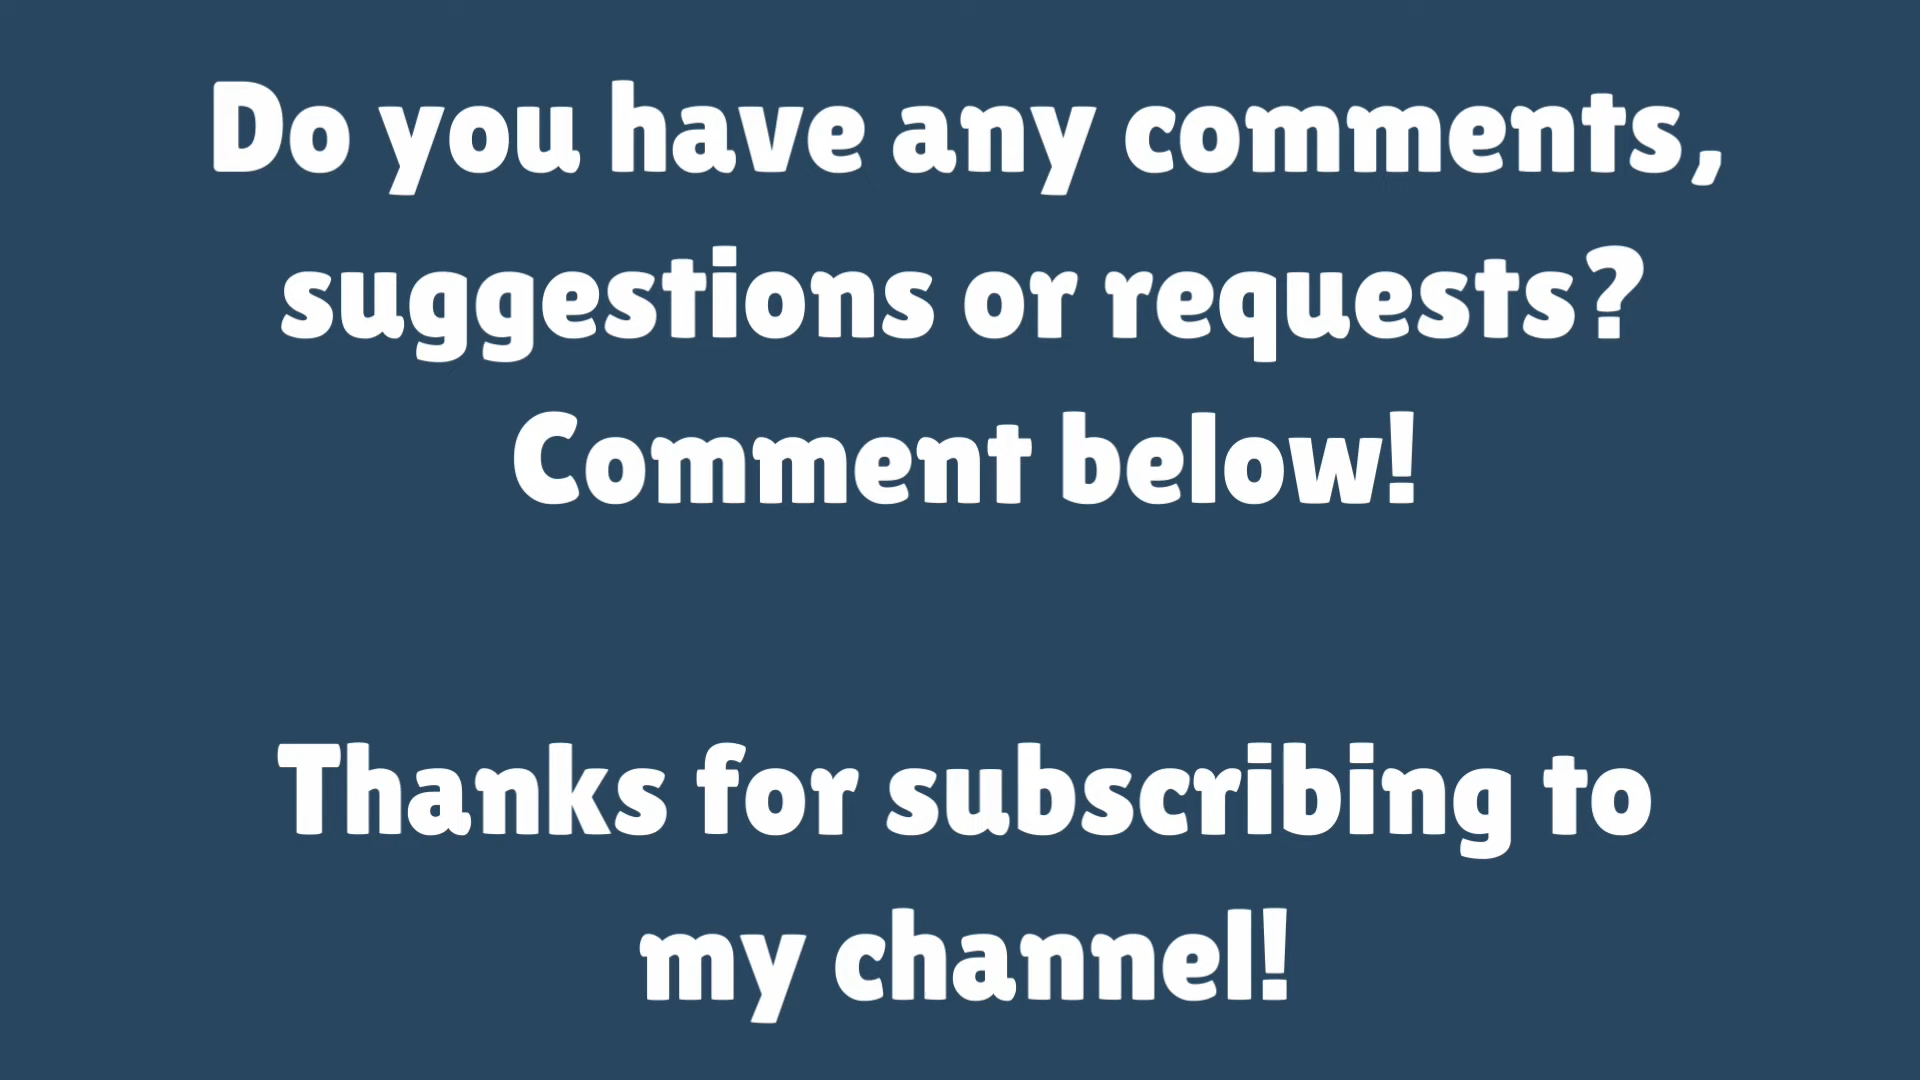 Do you have any comments,
suggestions or requests?
Comment below!
Thanks for subscribing to
my channel!